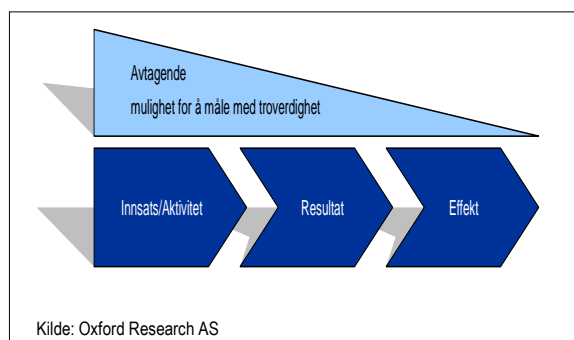 Avtagende
mulighet for å måle med troverdighet
Innsats/Aktivitet
Resultat
Effekt
Kilde: Oxford Research AS